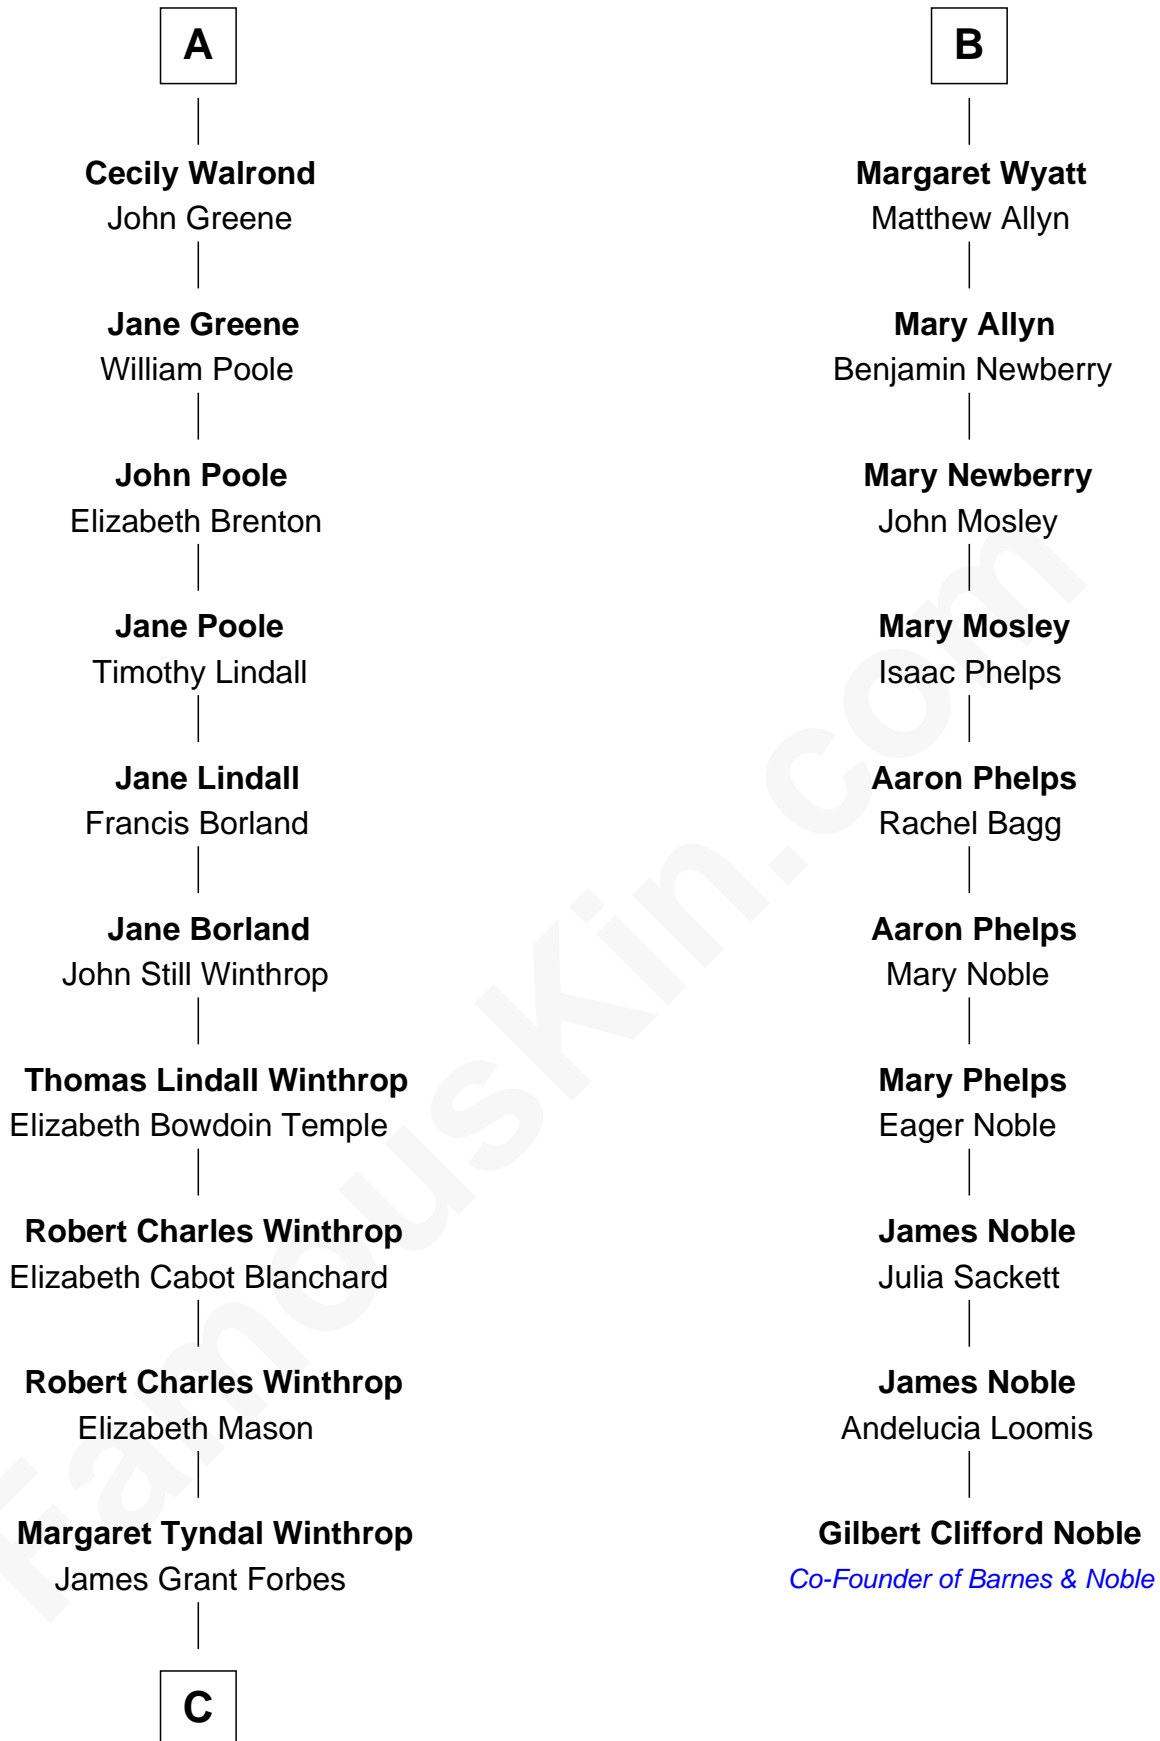 A
Cecily Walrond
John Greene
Jane Greene
William Poole
John Poole
Elizabeth Brenton
Jane Poole
Timothy Lindall
Jane Lindall
Francis Borland
Jane Borland
John Still Winthrop
Thomas Lindall Winthrop
Elizabeth Bowdoin Temple
Robert Charles Winthrop
Elizabeth Cabot Blanchard
Robert Charles Winthrop
Elizabeth Mason
Margaret Tyndal Winthrop
James Grant Forbes
C
B
Margaret Wyatt
Matthew Allyn
Mary Allyn
Benjamin Newberry
Mary Newberry
John Mosley
Mary Mosley
Isaac Phelps
Aaron Phelps
Rachel Bagg
Aaron Phelps
Mary Noble
Mary Phelps
Eager Noble
James Noble
Julia Sackett
James Noble
Andelucia Loomis
Gilbert Clifford Noble
Co-Founder of Barnes & Noble
FamousKin.com